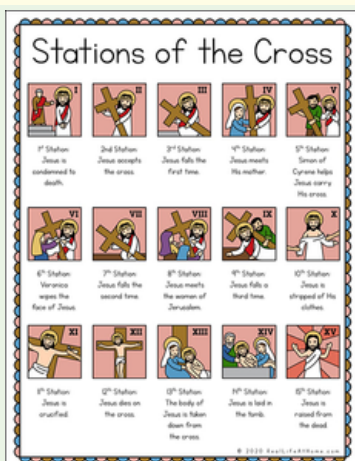 Stations of the Cross
I
II
III
IV
V
1st Station:
Jesus is
condemned to
death.
2nd Station:
Jesus accepts
the cross.
3rd Station:
Jesus falls the
first time.
4th Station:
Jesus meets
His mother.
5th Station:
Simon of
Cyrene helps
Jesus carry
His cross.
VI
VII
VIII
IX
X
6th Station:
Veronica
wipes the
face of Jesus.
7th Station:
Jesus falls the
second time.
8th Station:
Jesus meets
the women of
Jerusalem.
9th Station:
Jesus falls a
third time.
10th Station:
Jesus is
stripped of His
clothes.
XI
XII
XIII
XIV
XV
11th Station:
Jesus is
crucified.
12th Station:
Jesus dies on
the cross.
13th Station:
The body of
Jesus is taken
down from
the cross.
14th Station:
Jesus is laid in
the tomb.
15th Station:
Jesus is
raised from
the dead.
© 2020 RealLifeAtHome.com